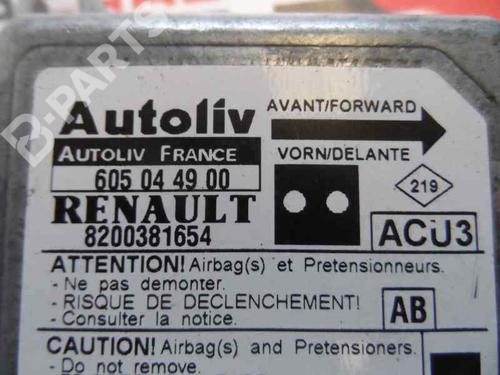 B-PARTS
Autoliv
AVANT/FORWARD
AUTOLIV FRANCE
VORN/DELANTE
605 04 49 00
219
RENAULT
8200381654
ACU3
ATTENTION! Airbag(s) et Pretensionneurs.
- Ne pas demonter.
- RISQUE DE DECLENCHEMENT!
- Consulter la notice.
AB
CAUTION! Airbag(s) and Pretensioners.
- Do not remove.